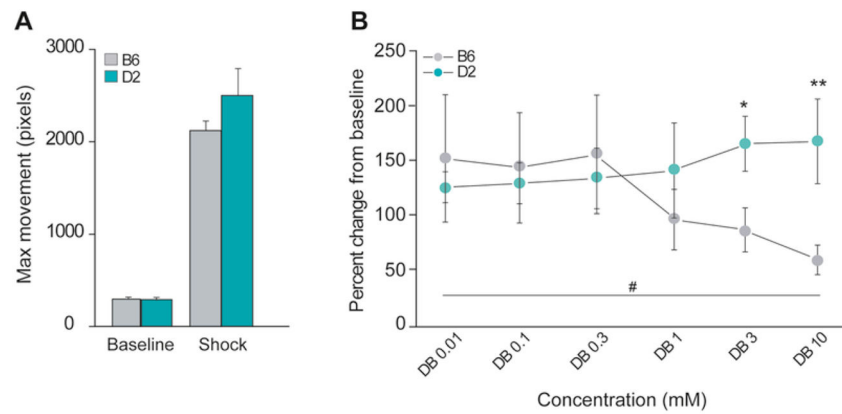 A
B6
D2
3000
2000
1000
0
Max movement (pixels)
Baseline Shock
B
B6
D2
250
200
150
100
50
0
Percent change from baseline
* **
#
DB 0.01 DB 0.1 DB 0.3 DB 1 DB 3 DB 10
Concentration (mM)